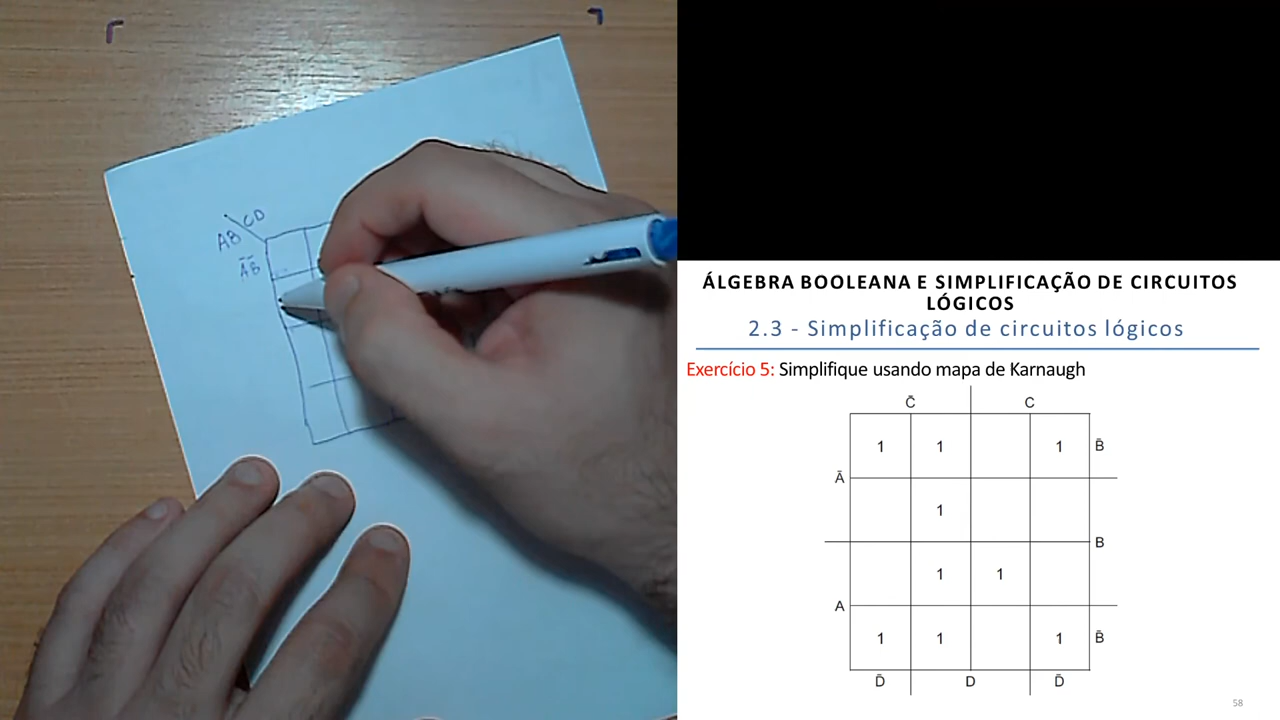 CD
AB
A̅B̅
ÁLGEBRA BOOLEANA E SIMPLIFICAÇÃO DE CIRCUITOS
LÓGICOS
2.3 - Simplificação de circuitos lógicos
Exercício 5: Simplifique usando mapa de Karnaugh
C̄ C
1 1 1 B̄
Ā
1
B
1 1
A
1 1 1 B̄
D̄ D D̄
58